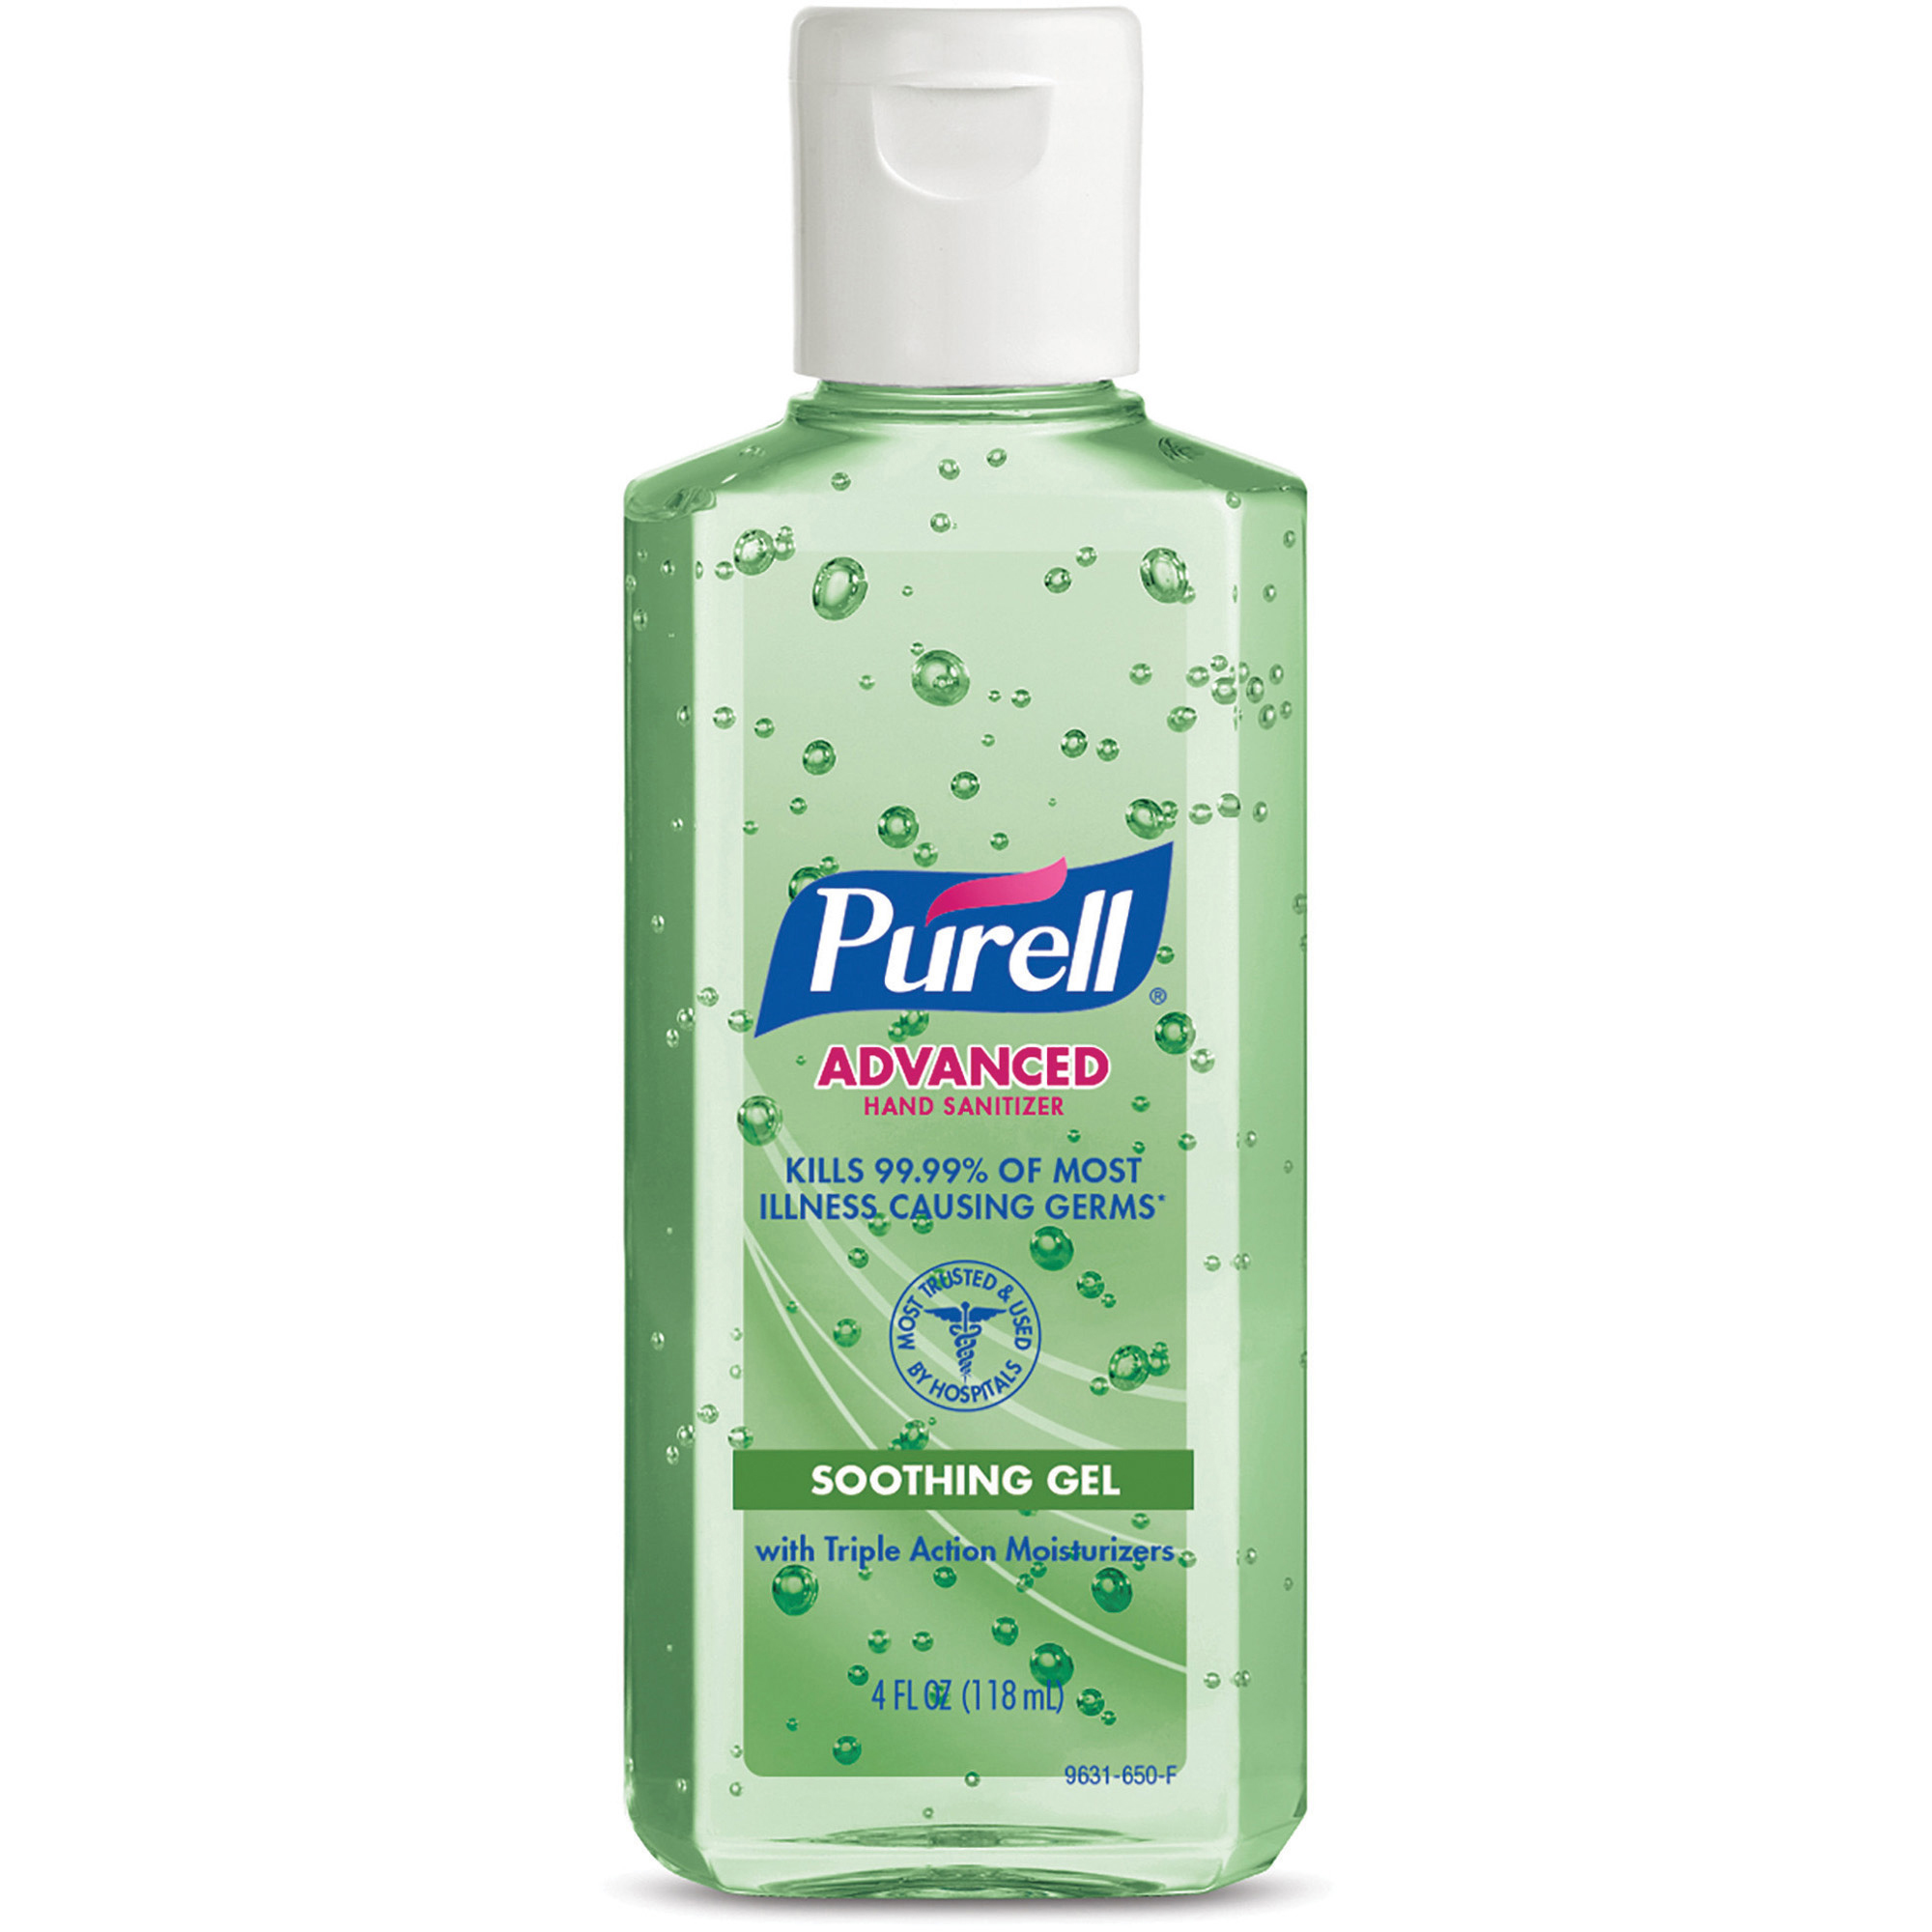 Purell®
ADVANCED
HAND SANITIZER
KILLS 99.99% OF MOST
ILLNESS CAUSING GERMS*
MOST TRUSTED & USED
BY HOSPITALS
SOOTHING GEL
with Triple Action Moisturizers
4 FL OZ (118 mL)
9631-650-F